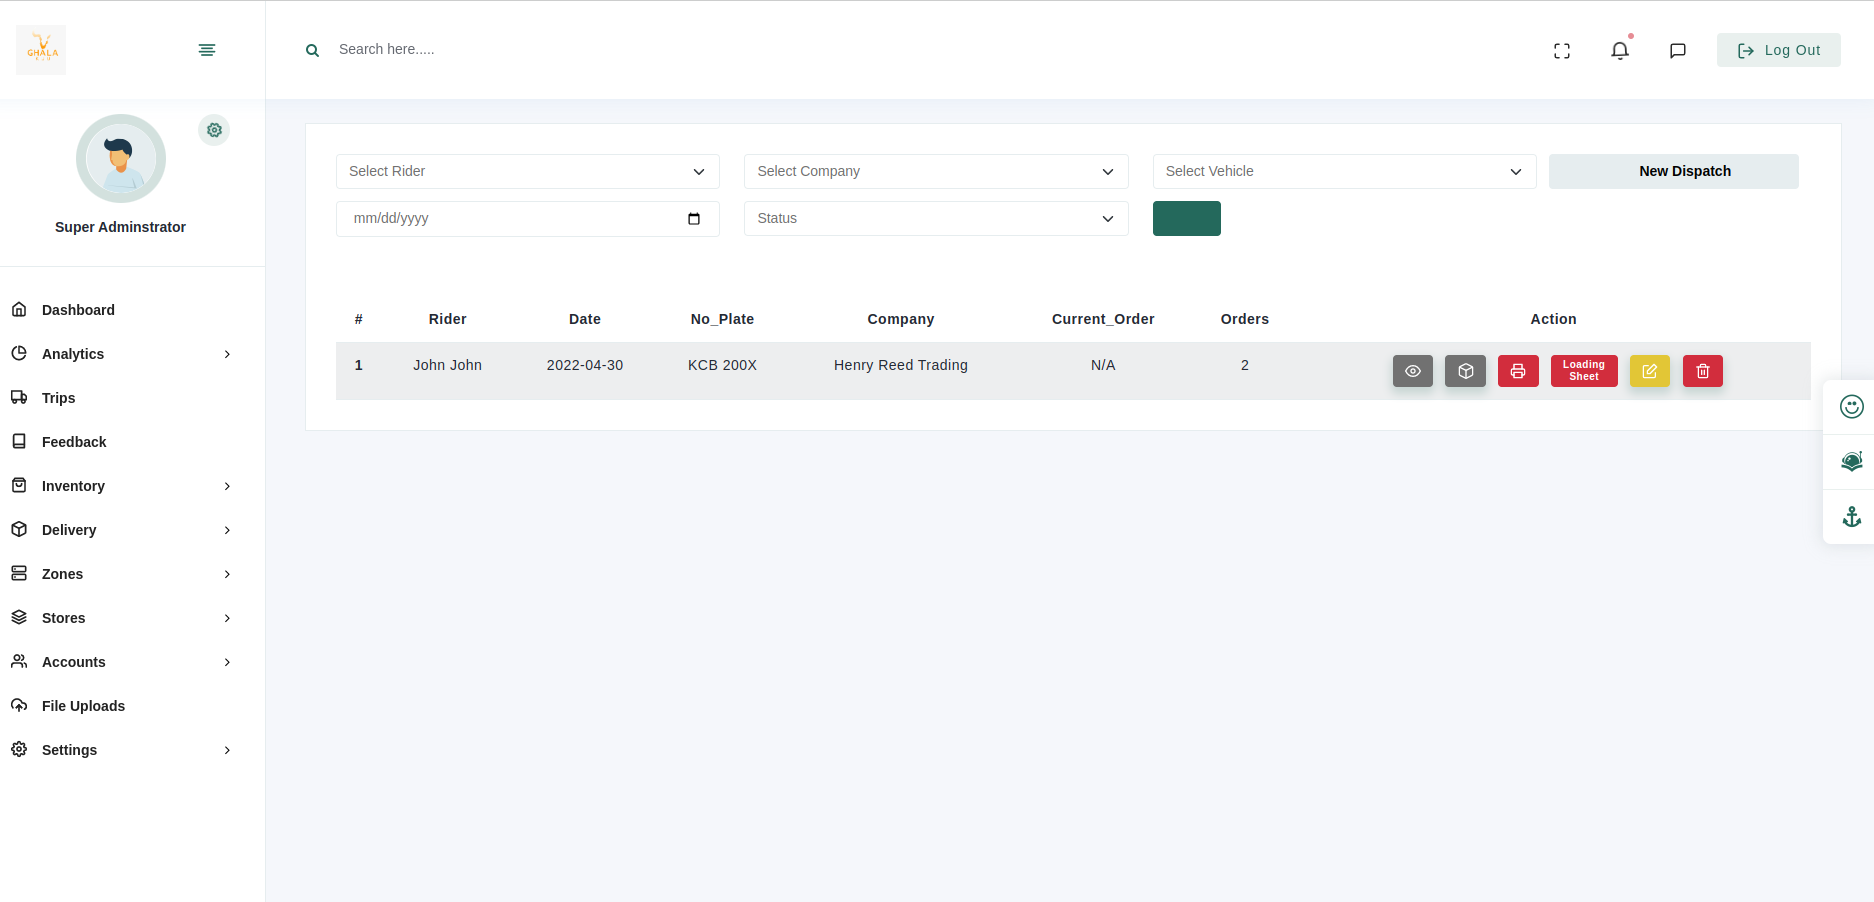 GHALA
Search here.....
Log Out
Super Adminstrator
Dashboard
Analytics
Trips
Feedback
Inventory
Delivery
Zones
Stores
Accounts
File Uploads
Settings
Select Rider
Select Company
Select Vehicle
New Dispatch
mm/dd/yyyy
Status
# Rider Date No_Plate Company Current_Order Orders Action
1 John John 2022-04-30 KCB 200X Henry Reed Trading N/A 2
Loading
Sheet